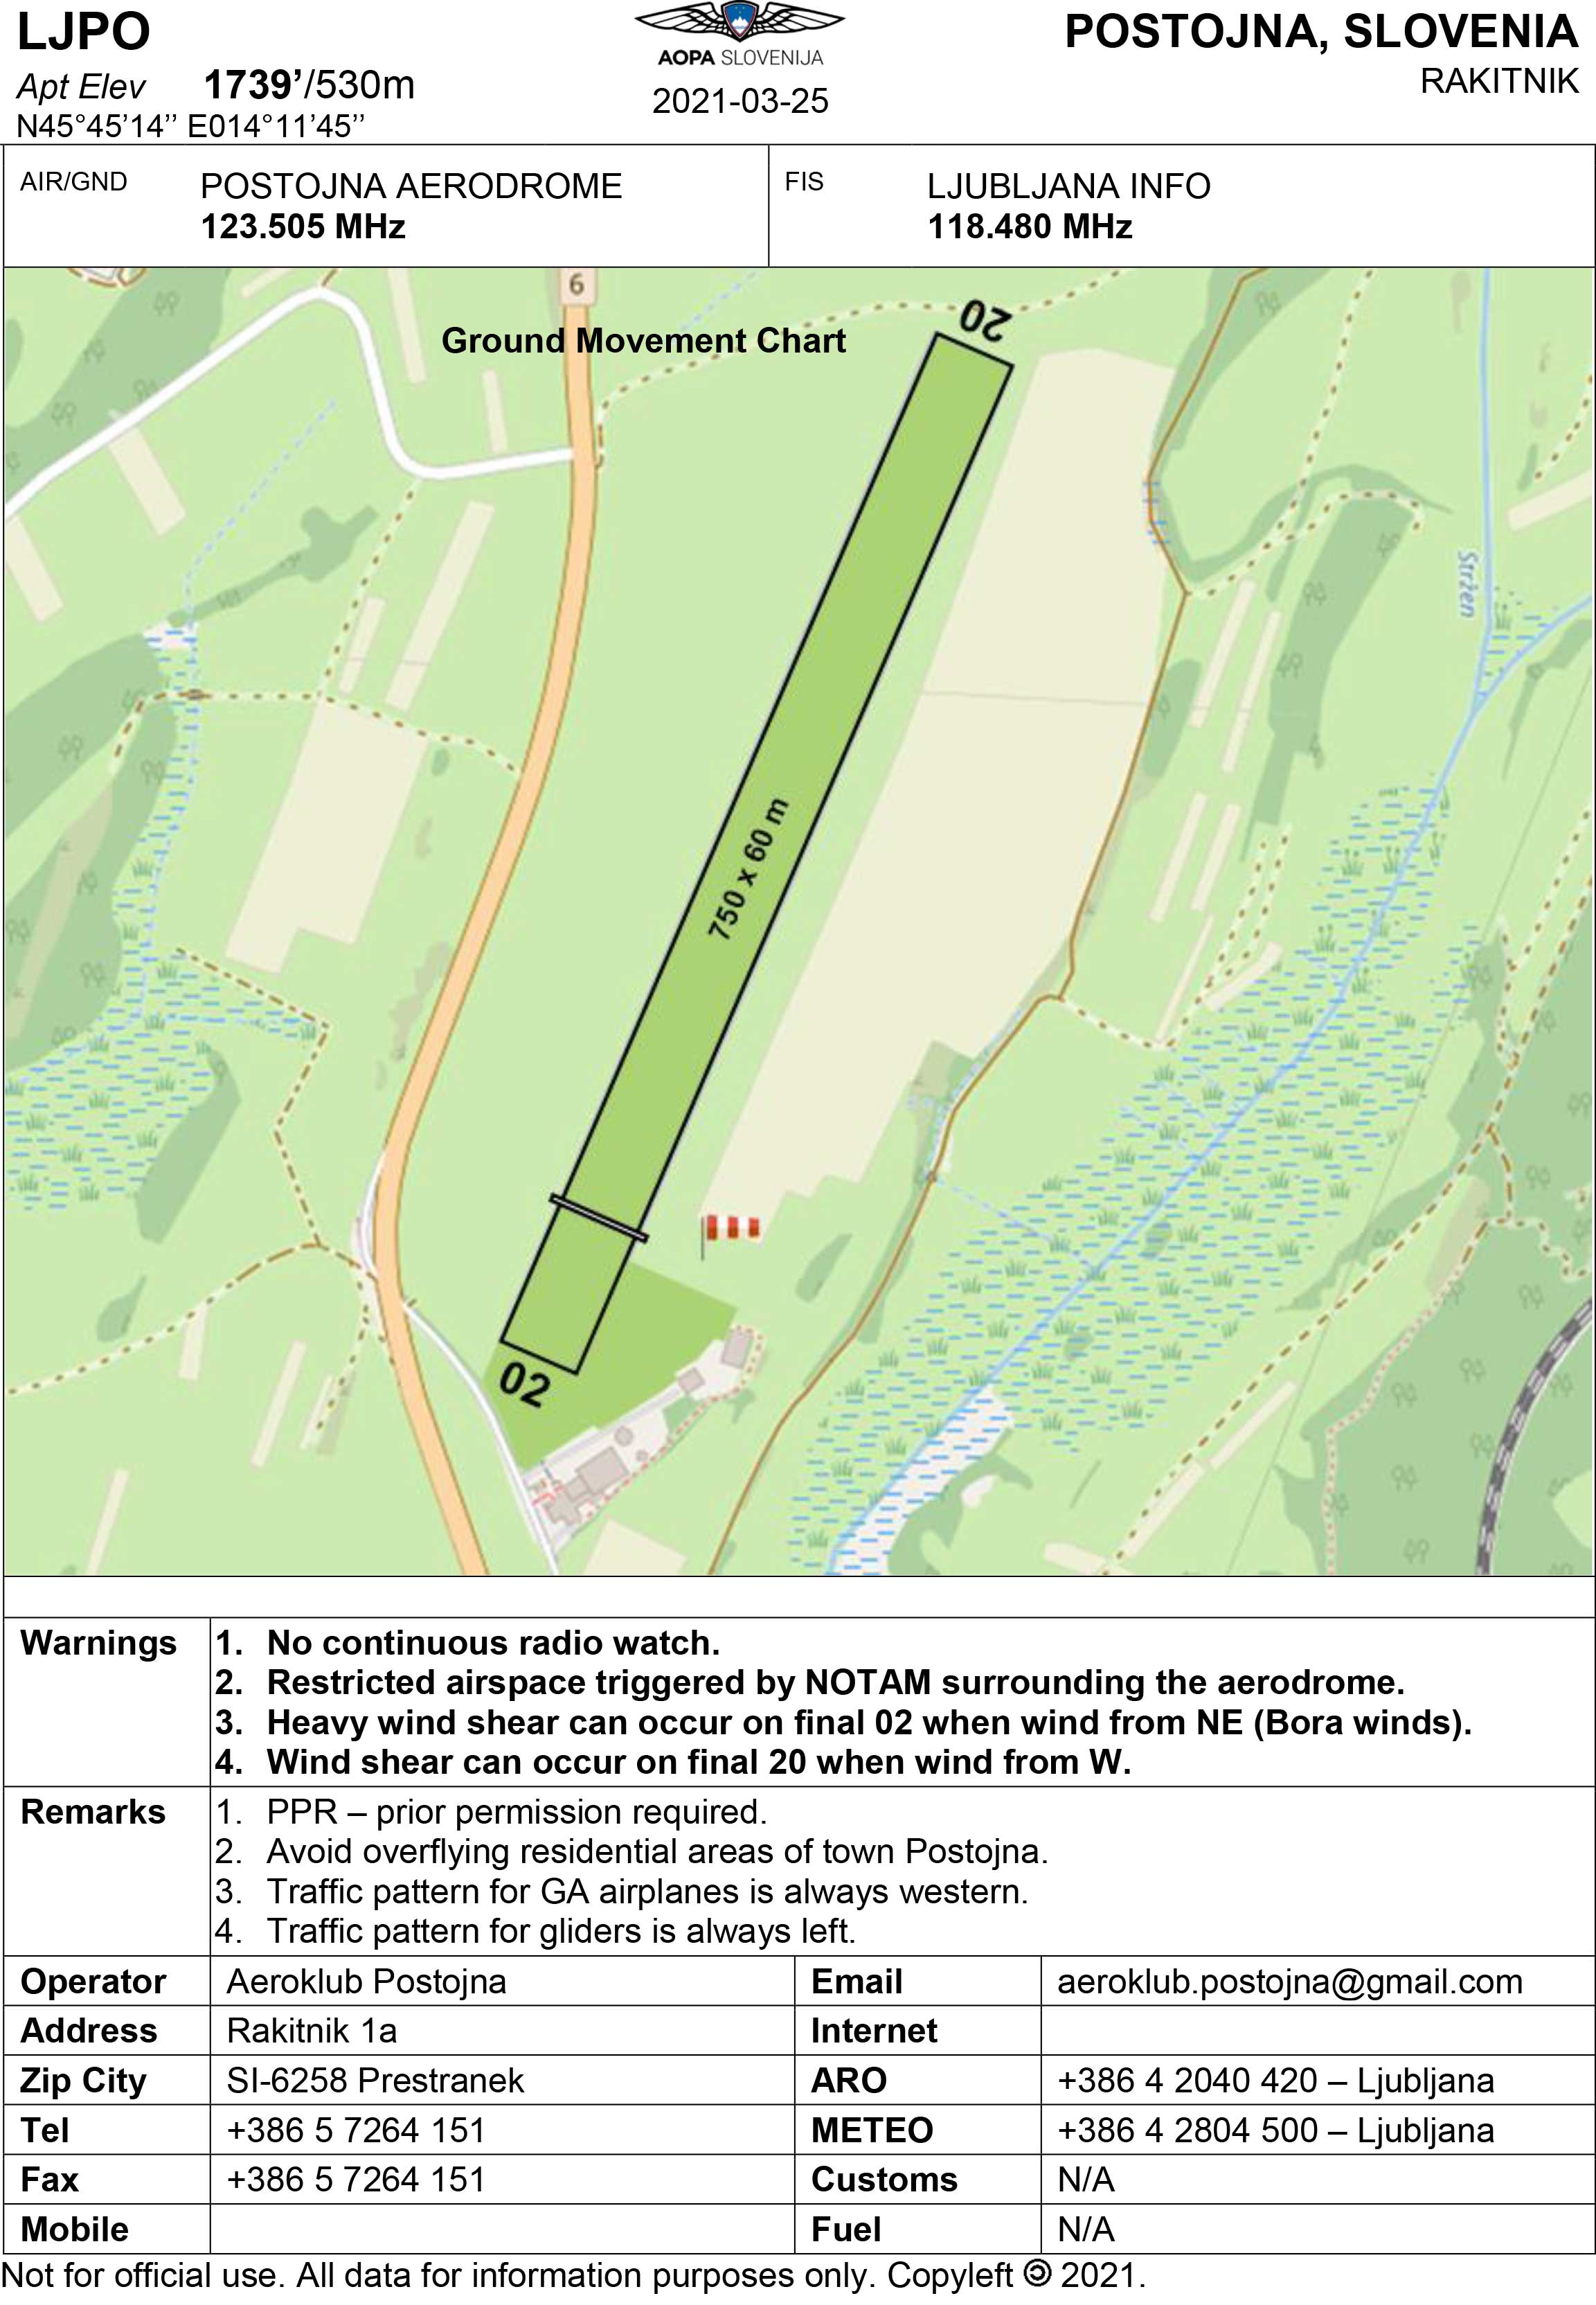 LJPO
Apt Elev 1739’/530m
N45°45’14’’ E014°11’45’’
AOPA SLOVENIJA
2021-03-25
POSTOJNA, SLOVENIA
RAKITNIK
AIR/GND POSTOJNA AERODROME
123.505 MHz
FIS LJUBLJANA INFO
118.480 MHz
6
Ground Movement Chart
20
Stržen
750 x 60 m
02
Warnings
1. No continuous radio watch.
2. Restricted airspace triggered by NOTAM surrounding the aerodrome.
3. Heavy wind shear can occur on final 02 when wind from NE (Bora winds).
4. Wind shear can occur on final 20 when wind from W.
Remarks
1. PPR – prior permission required.
2. Avoid overflying residential areas of town Postojna.
3. Traffic pattern for GA airplanes is always western.
4. Traffic pattern for gliders is always left.
Operator Aeroklub Postojna Email aeroklub.postojna@gmail.com
Address Rakitnik 1a Internet
Zip City SI-6258 Prestranek ARO +386 4 2040 420 – Ljubljana
Tel +386 5 7264 151 METEO +386 4 2804 500 – Ljubljana
Fax +386 5 7264 151 Customs N/A
Mobile Fuel N/A
Not for official use. All data for information purposes only. Copyleft 🄯 2021.